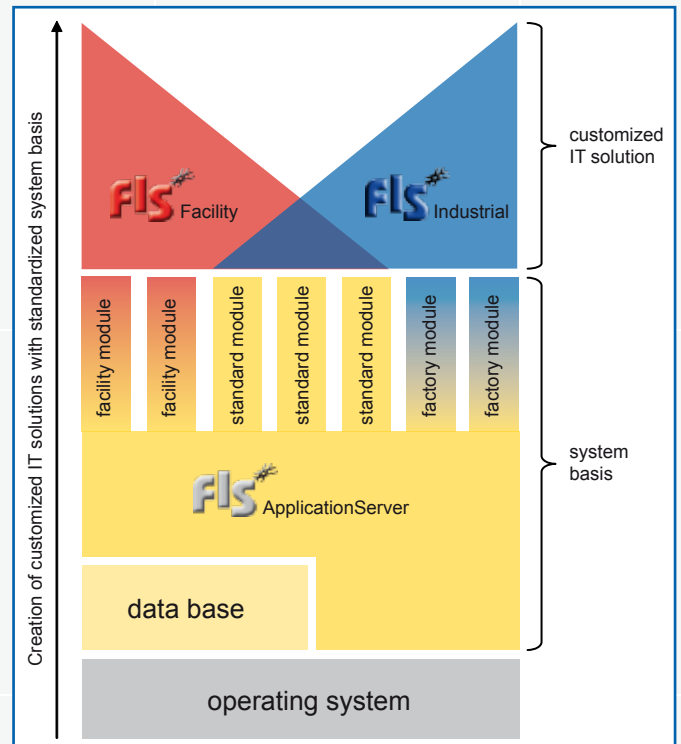 Creation of customized IT solutions with standardized system basis
FIS Facility
FIS Industrial
customized
IT solution
facility module
facility module
standard module
standard module
standard module
factory module
factory module
FIS ApplicationServer
system
basis
data base
operating system